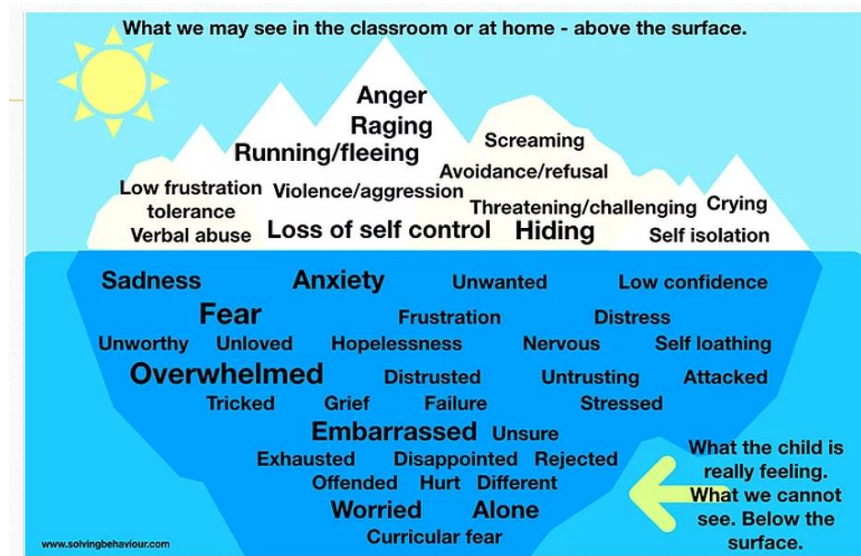 What we may see in the classroom or at home - above the surface.
Anger
Raging
Screaming
Running/fleeing
Avoidance/refusal
Low frustration
tolerance
Violence/aggression
Threatening/challenging
Crying
Verbal abuse
Loss of self control
Hiding
Self isolation
Sadness Anxiety Unwanted Low confidence
Fear Frustration Distress
Unworthy Unloved Hopelessness Nervous Self loathing
Overwhelmed Distrusted Untrusting Attacked
Tricked Grief Failure Stressed
Embarrassed Unsure
Exhausted Disappointed Rejected
Offended Hurt Different
Worried Alone
Curricular fear
What the child is
really feeling.
What we cannot
see. Below the
surface.
www.solvingbehaviour.com